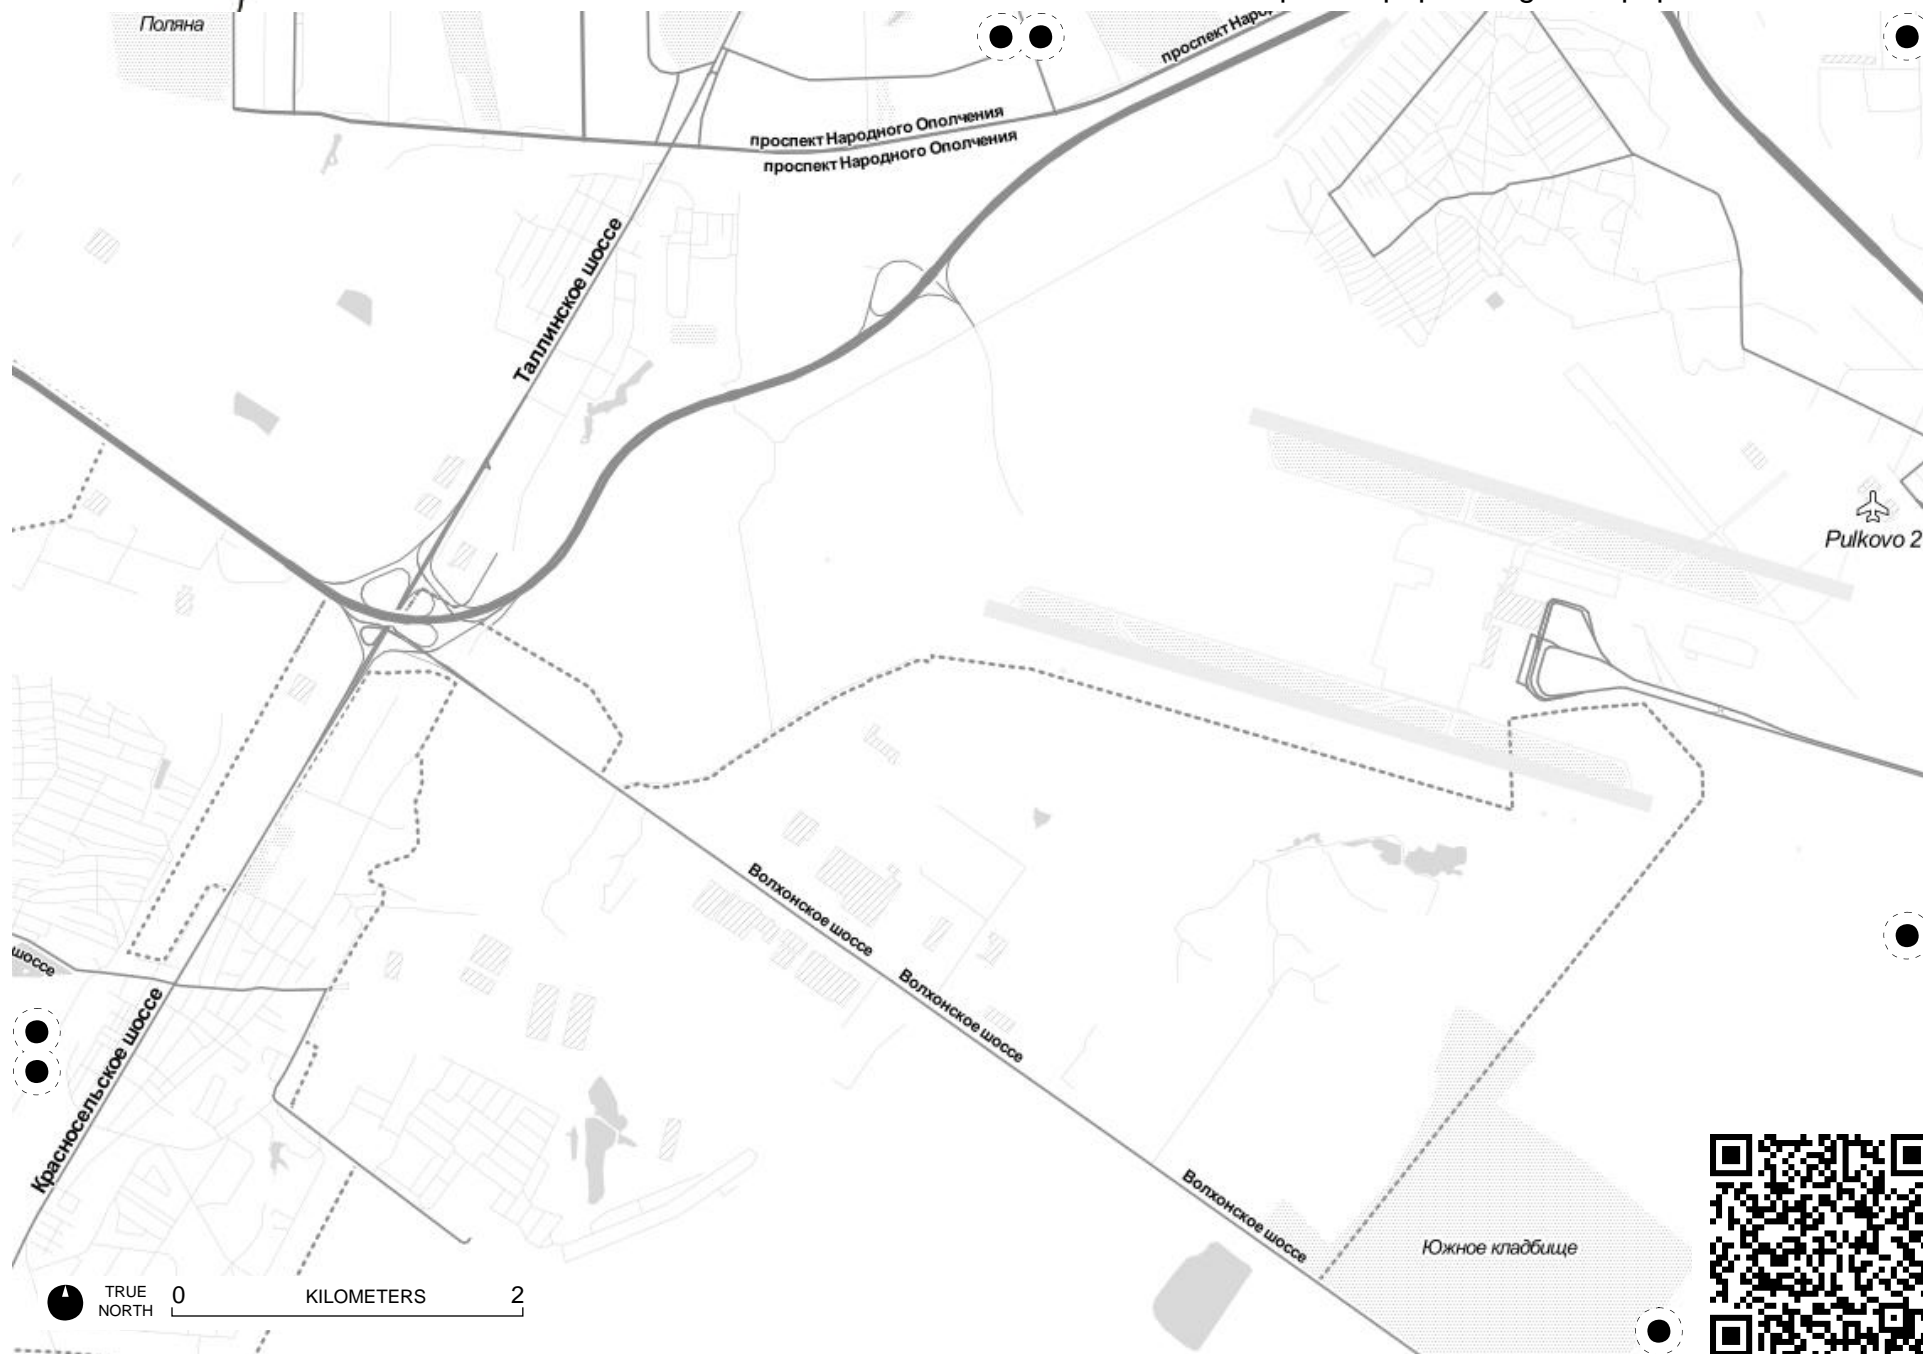 Поляна
проспект Народного Ополчения
проспект Народного Ополчения
Таллинское шоссе
Pulkovo 2
шоссе
Волхонское шоссе
Волхонское шоссе
Красносельское шоссе
Волхонское шоссе
Южное кладбище
TRUE
NORTH
0 KILOMETERS 2